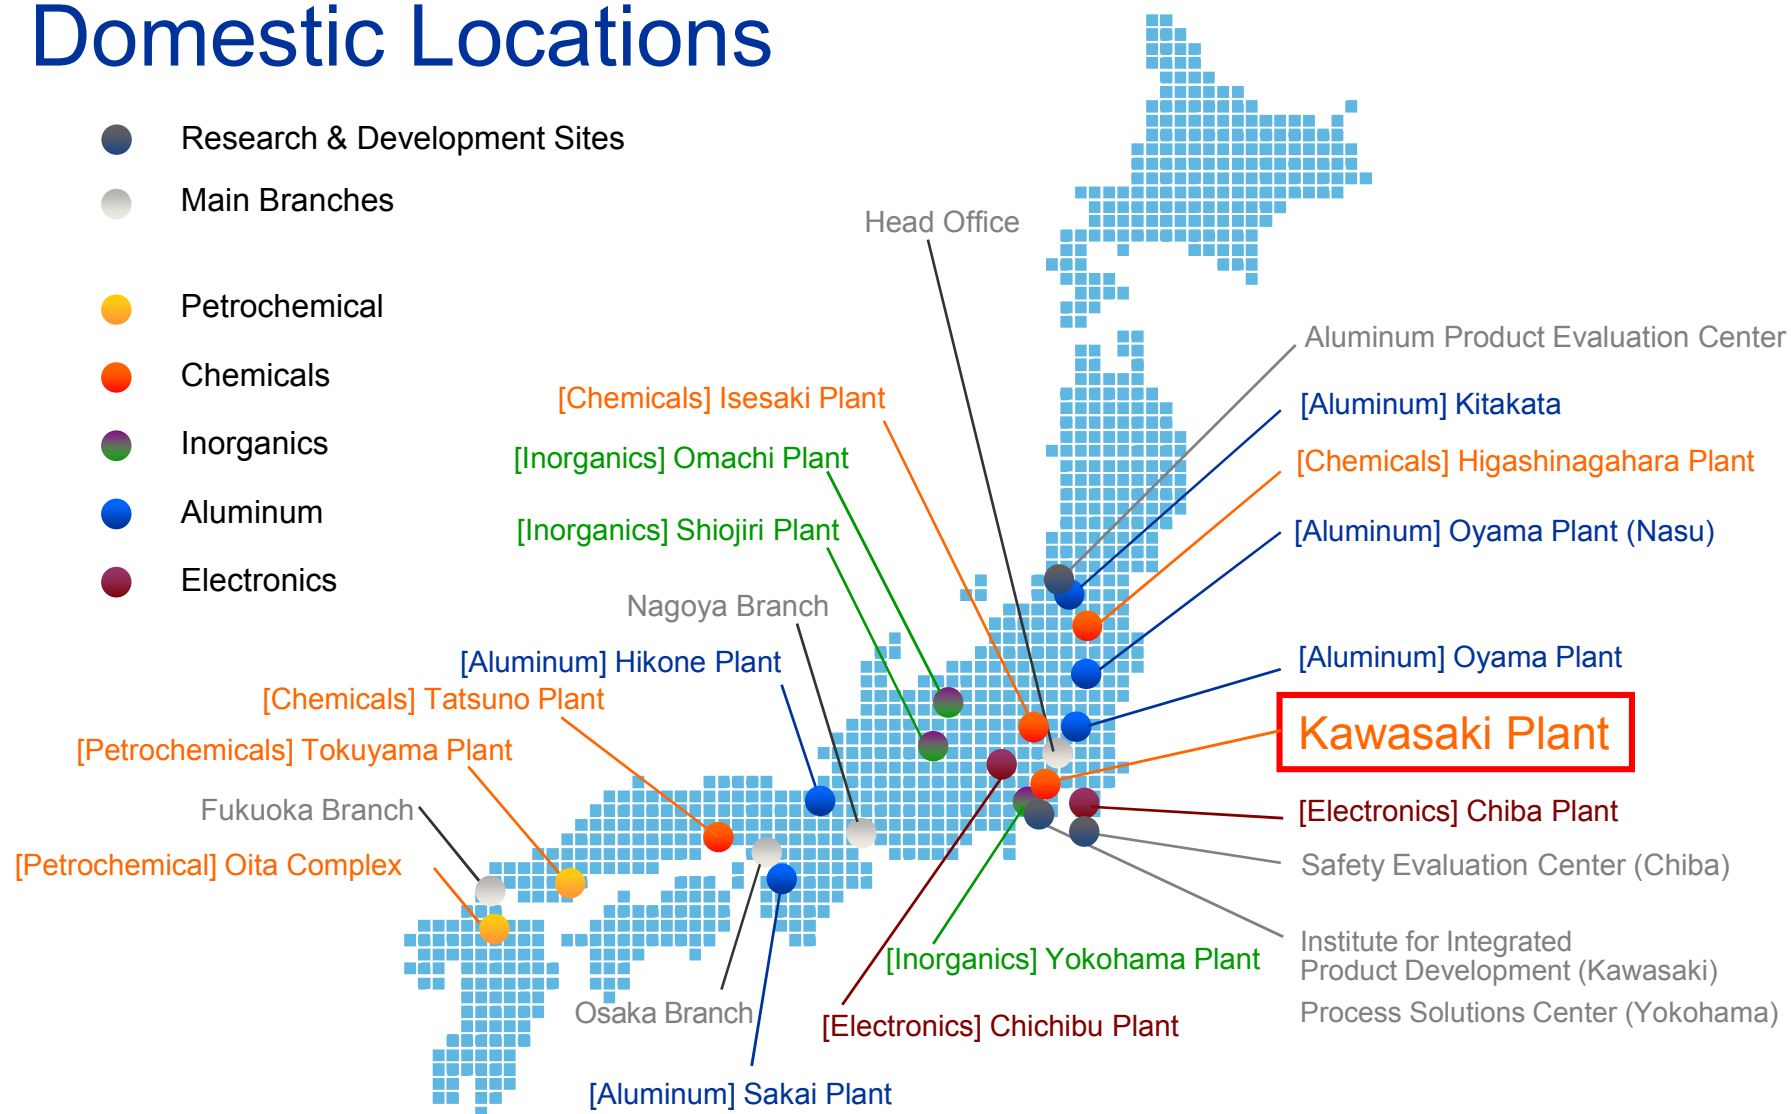 Domestic Locations
Research & Development Sites
Main Branches
Petrochemical
Chemicals
Inorganics
Aluminum
Electronics
Head Office
[Chemicals] Isesaki Plant
[Inorganics] Omachi Plant
[Inorganics] Shiojiri Plant
Nagoya Branch
[Aluminum] Hikone Plant
[Chemicals] Tatsuno Plant
[Petrochemicals] Tokuyama Plant
Fukuoka Branch
[Petrochemical] Oita Complex
Osaka Branch
[Aluminum] Sakai Plant
[Electronics] Chichibu Plant
[Inorganics] Yokohama Plant
Aluminum Product Evaluation Center
[Aluminum] Kitakata
[Chemicals] Higashinagahara Plant
[Aluminum] Oyama Plant (Nasu)
[Aluminum] Oyama Plant
Kawasaki Plant
[Electronics] Chiba Plant
Safety Evaluation Center (Chiba)
Institute for Integrated
Product Development (Kawasaki)
Process Solutions Center (Yokohama)